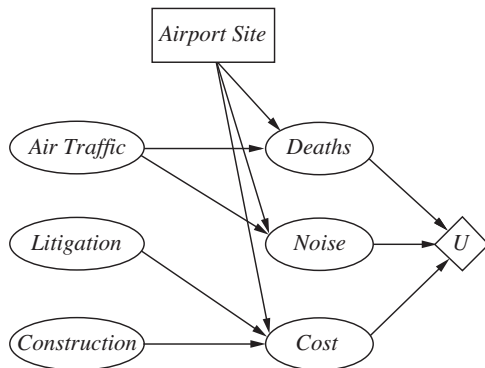 Airport Site
Air Traffic
Deaths
Litigation
Noise
U
Construction
Cost